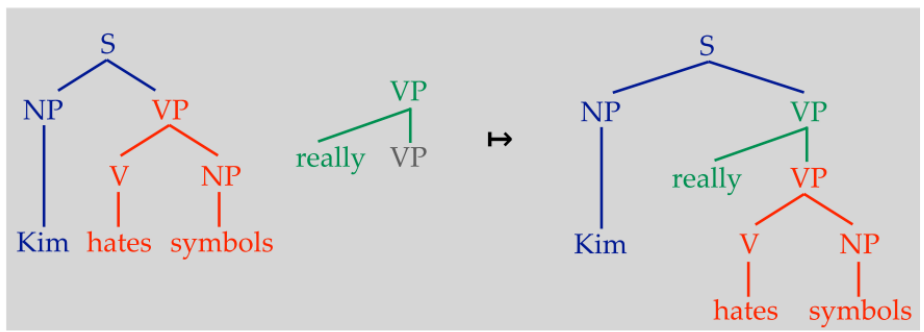 S S
NP VP VP NP VP
V NP really VP ↦ really VP
Kim hates symbols Kim V NP
hates symbols